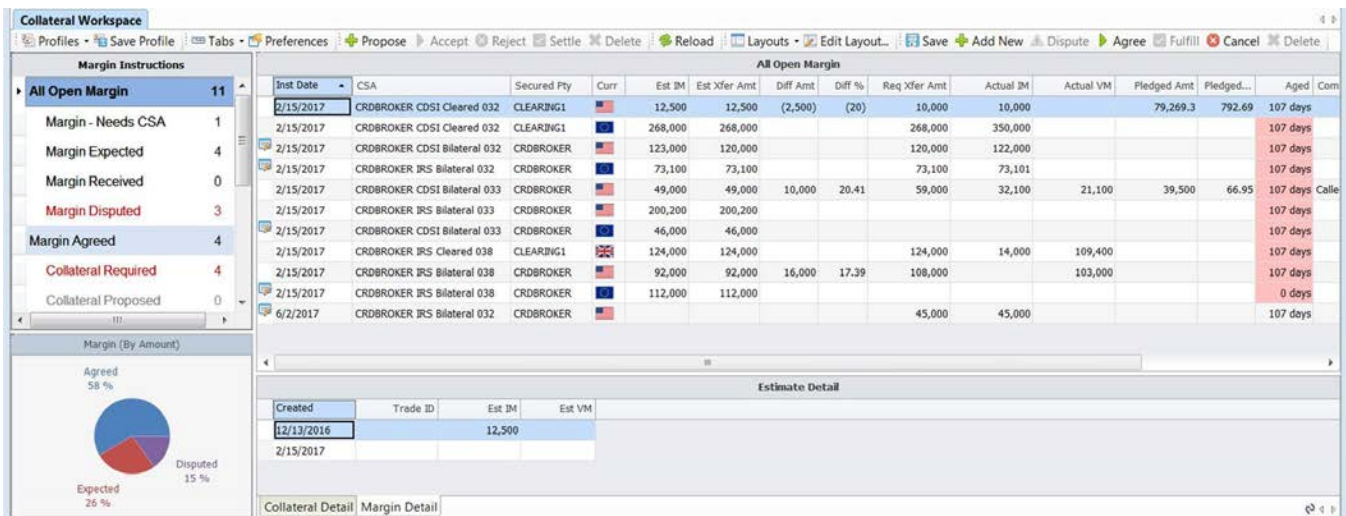 Collateral Workspace
Profiles Save Profile Tabs Preferences Propose Accept Reject Settle Delete Reload Layouts Edit Layout... Save Add New Dispute Agree Fulfill Cancel Delete
Margin Instructions
All Open Margin 11
Margin - Needs CSA 1
Margin Expected 4
Margin Received 0
Margin Disputed 3
Margin Agreed 4
Collateral Required 4
Collateral Proposed 0
Margin (By Amount)
Agreed
58 %
Disputed
15 %
Expected
26 %
All Open Margin
Inst Date CSA Secured Pty Curr Est IM Est Xfer Amt Diff Amt Diff % Req Xfer Amt Actual IM Actual VM Pledged Amt Pledged... Aged Com
2/15/2017 CRDBROKER CDSI Cleared 032 CLEARING1 12,500 12,500 (2,500) (20) 10,000 10,000 79,269.3 792.69 107 days
2/15/2017 CRDBROKER CDSI Cleared 032 CLEARING1 268,000 268,000 268,000 350,000 107 days
2/15/2017 CRDBROKER CDSI Bilateral 032 CRDBROKER 123,000 120,000 120,000 122,000 107 days
2/15/2017 CRDBROKER IRS Bilateral 032 CRDBROKER 73,100 73,100 73,100 73,101 107 days
2/15/2017 CRDBROKER CDSI Bilateral 033 CRDBROKER 49,000 49,000 10,000 20.41 59,000 32,100 21,100 39,500 66.95 107 days Calle
2/15/2017 CRDBROKER IRS Bilateral 033 CRDBROKER 200,200 200,200 107 days
2/15/2017 CRDBROKER CDSI Bilateral 033 CRDBROKER 46,000 46,000 107 days
2/15/2017 CRDBROKER IRS Cleared 038 CLEARING1 124,000 124,000 124,000 14,000 109,400 107 days
2/15/2017 CRDBROKER IRS Bilateral 038 CRDBROKER 92,000 92,000 16,000 17.39 108,000 103,000 107 days
2/15/2017 CRDBROKER IRS Bilateral 038 CRDBROKER 112,000 112,000 0 days
6/2/2017 CRDBROKER IRS Bilateral 032 CRDBROKER 45,000 45,000 107 days
Estimate Detail
Created Trade ID Est IM Est VM
12/13/2016 12,500
2/15/2017
Collateral Detail Margin Detail